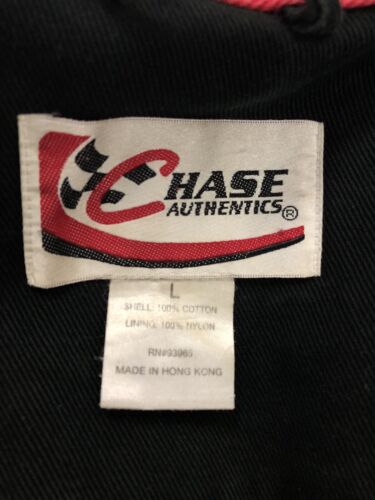 CHASE
AUTHENTICS®
L
SHELL: 100% COTTON
LINING: 100% NYLON
RN#93965
MADE IN HONG KONG